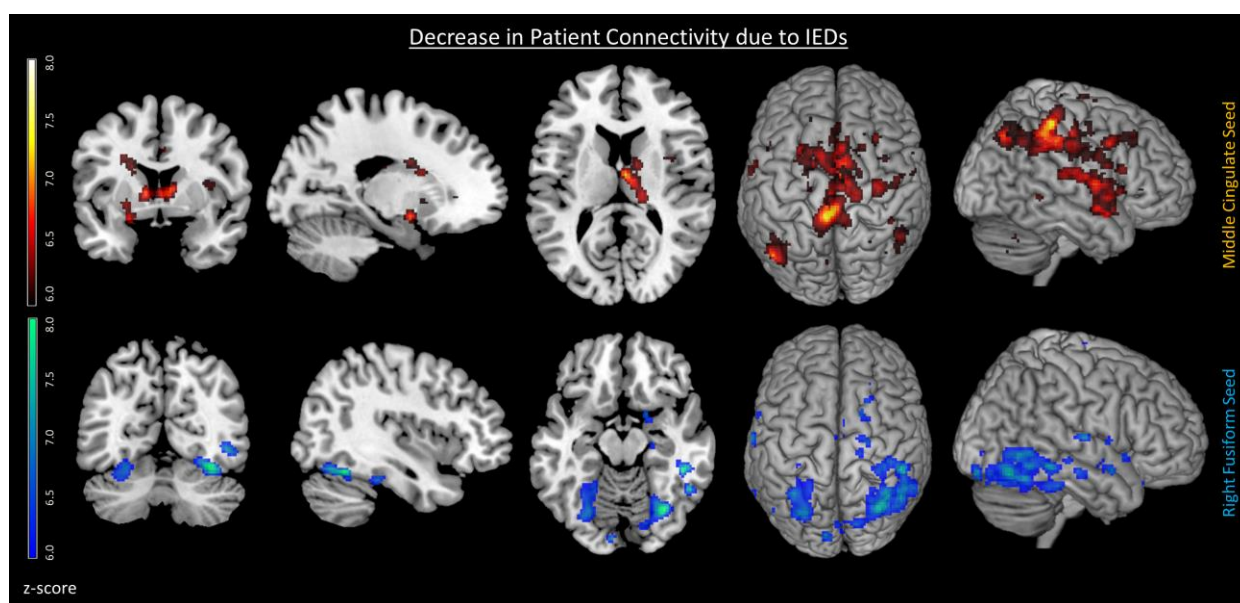 Decrease in Patient Connectivity due to IEDs
8.0
7.5
7.0
6.5
6.0
Middle Cingulate Seed
8.0
7.5
7.0
6.5
6.0
Right Fusiform Seed
z-score